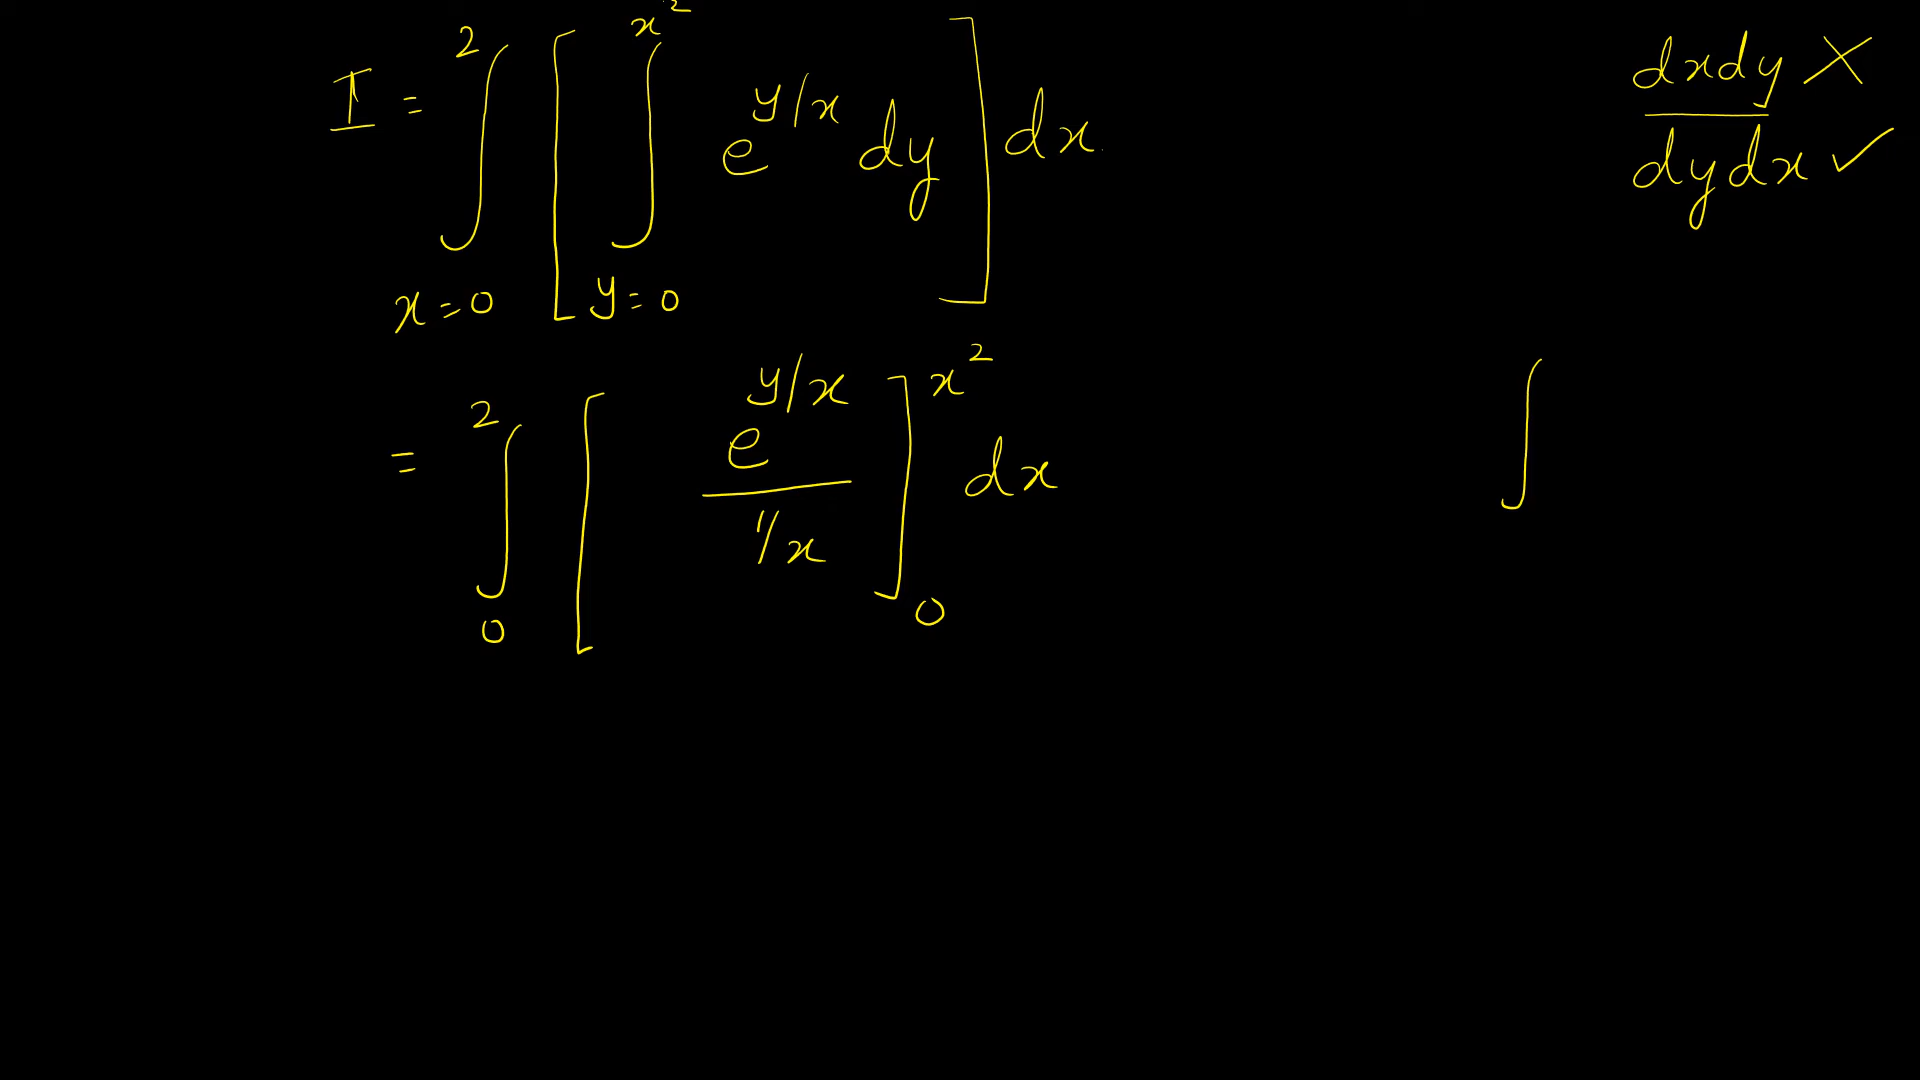 I = ∫_{x=0}^{2} [ ∫_{y=0}^{x²} e^{y/x} dy ] dx
dxdy ✗
dydx ✓
= ∫_{0}^{2} [ e^{y/x} / (1/x) ]_{0}^{x²} dx
∫